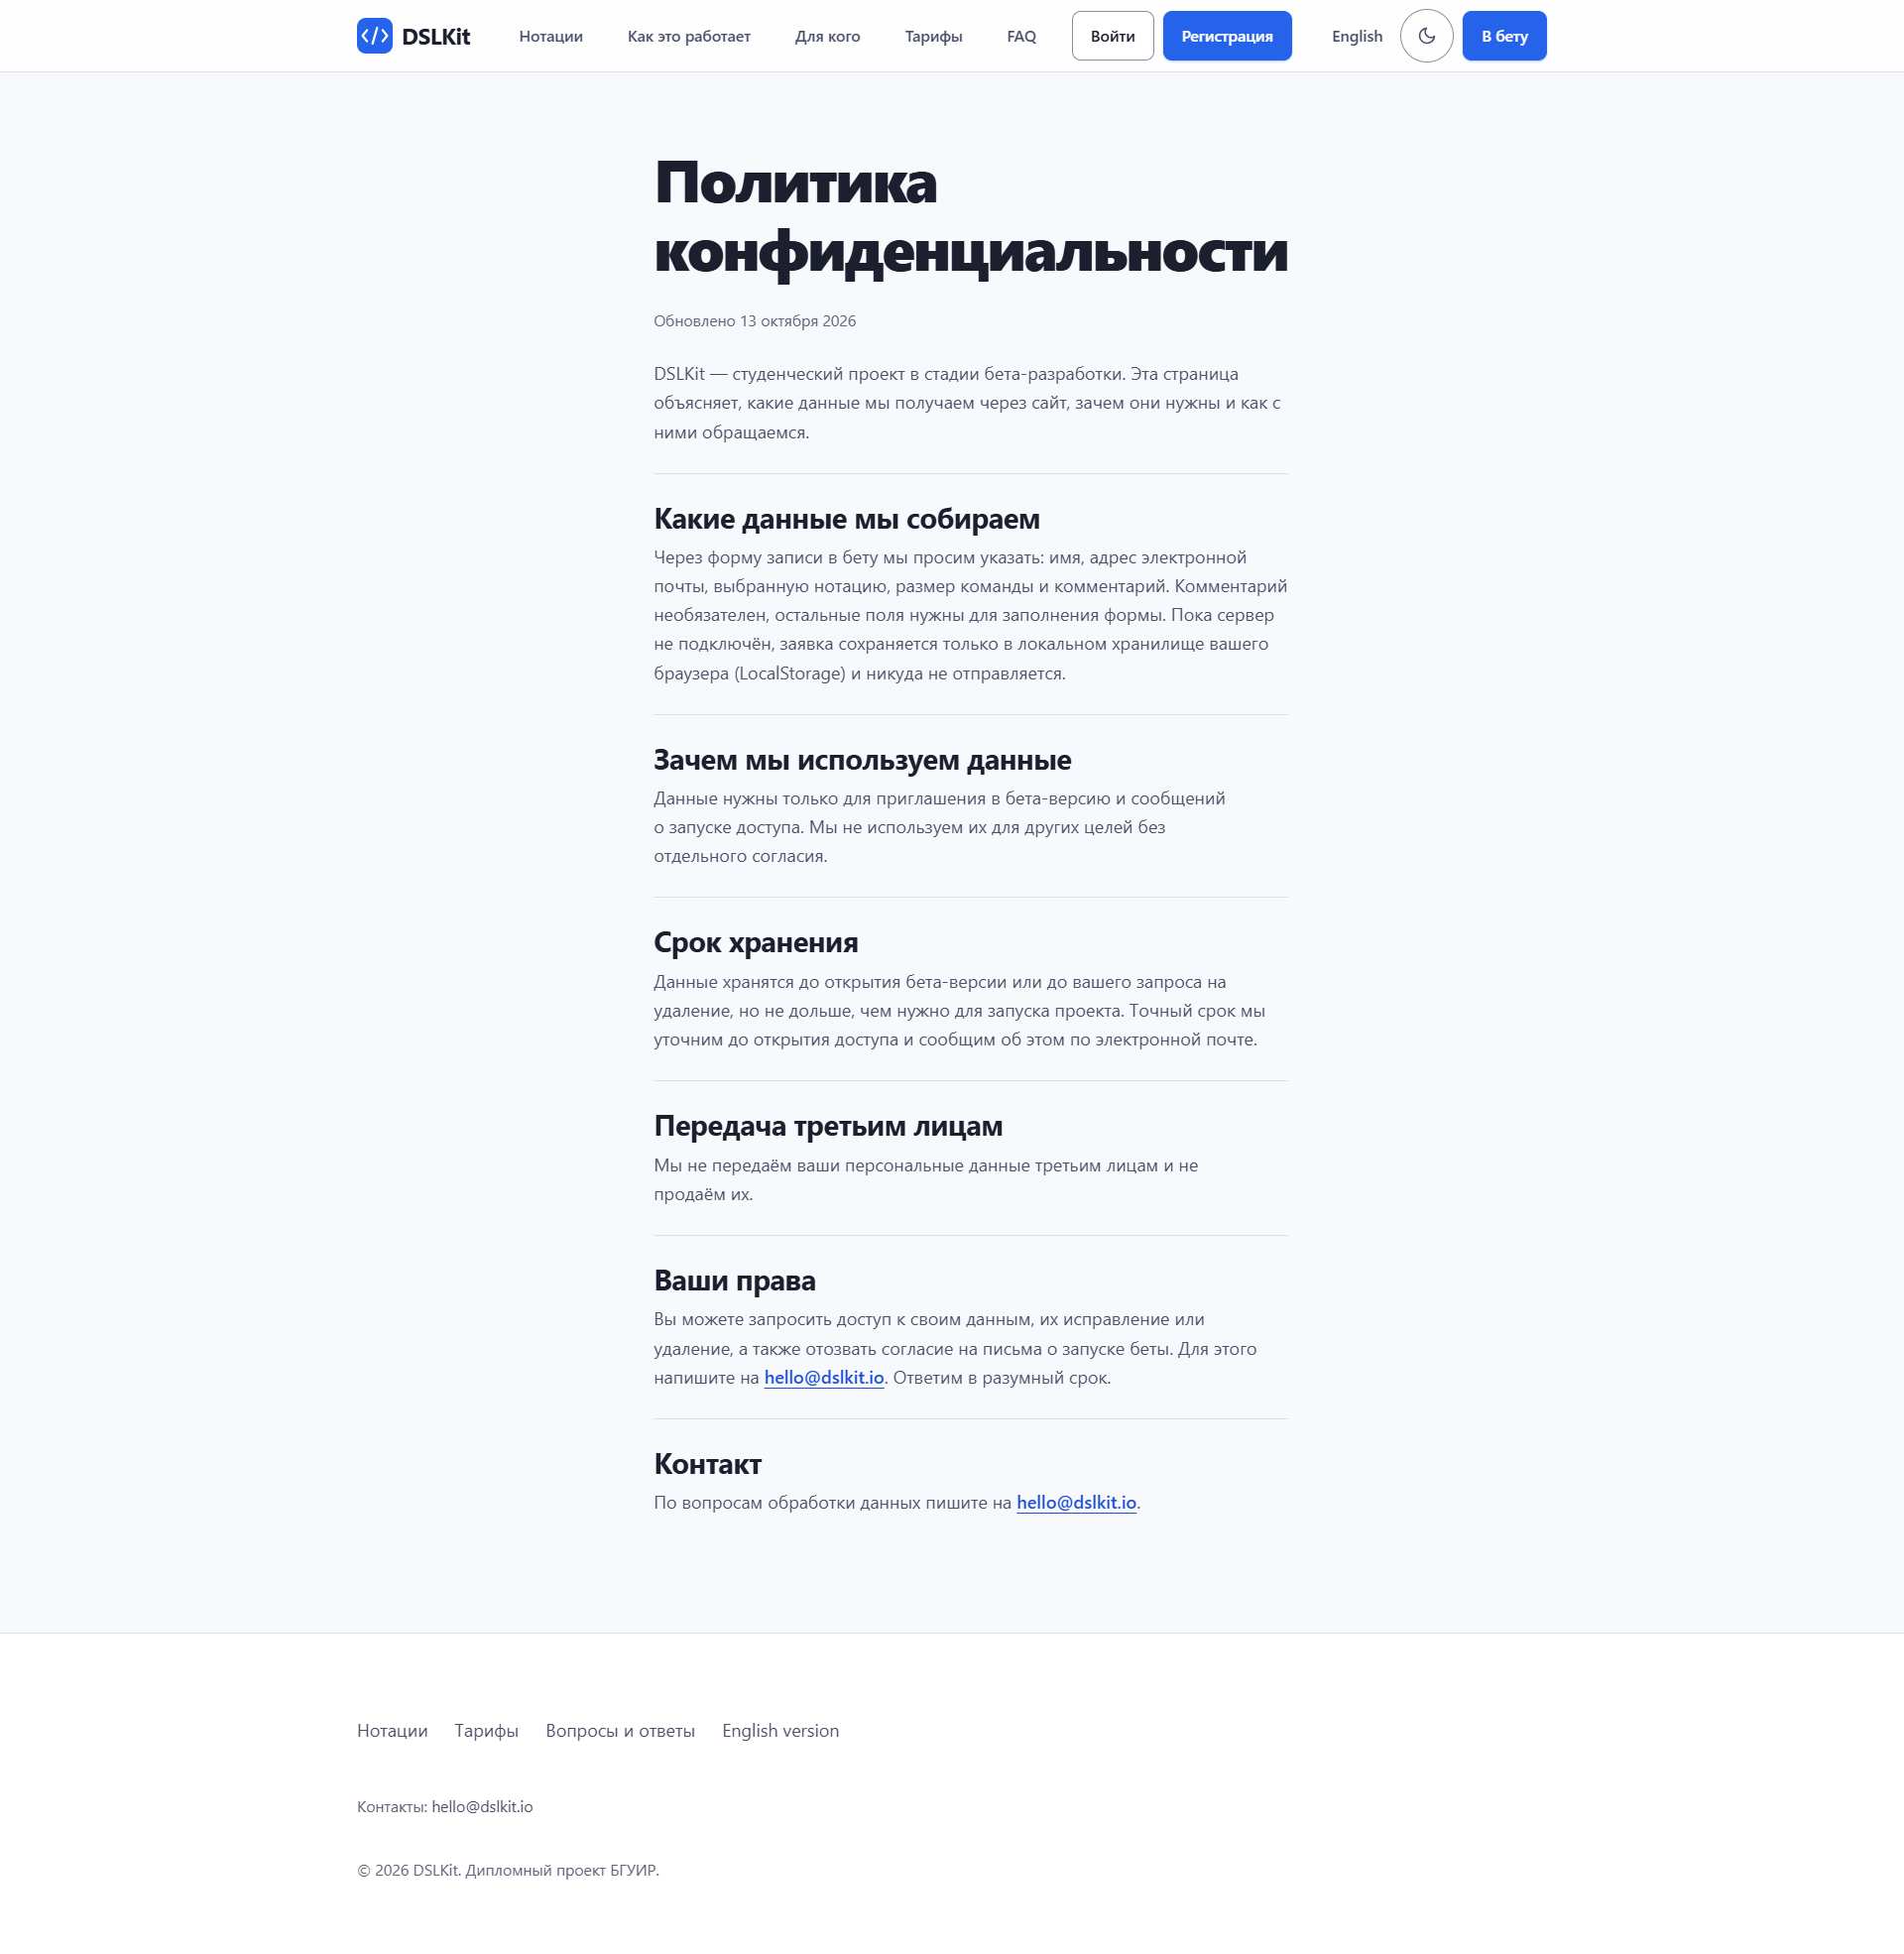 DSLKit
Нотации
Как это работает
Для кого
Тарифы
FAQ
Войти
Регистрация
English
В бету
Политика
конфиденциальности
Обновлено 13 октября 2026
DSLKit — студенческий проект в стадии бета-разработки. Эта страница
объясняет, какие данные мы получаем через сайт, зачем они нужны и как с
ними обращаемся.
Какие данные мы собираем
Через форму записи в бету мы просим указать: имя, адрес электронной
почты, выбранную нотацию, размер команды и комментарий. Комментарий
необязателен, остальные поля нужны для заполнения формы. Пока сервер
не подключён, заявка сохраняется только в локальном хранилище вашего
браузера (LocalStorage) и никуда не отправляется.
Зачем мы используем данные
Данные нужны только для приглашения в бета-версию и сообщений
о запуске доступа. Мы не используем их для других целей без
отдельного согласия.
Срок хранения
Данные хранятся до открытия бета-версии или до вашего запроса на
удаление, но не дольше, чем нужно для запуска проекта. Точный срок мы
уточним до открытия доступа и сообщим об этом по электронной почте.
Передача третьим лицам
Мы не передаём ваши персональные данные третьим лицам и не
продаём их.
Ваши права
Вы можете запросить доступ к своим данным, их исправление или
удаление, а также отозвать согласие на письма о запуске беты. Для этого
напишите на hello@dslkit.io. Ответим в разумный срок.
Контакт
По вопросам обработки данных пишите на hello@dslkit.io.
Нотации
Тарифы
Вопросы и ответы
English version
Контакты: hello@dslkit.io
© 2026 DSLKit. Дипломный проект БГУИР.